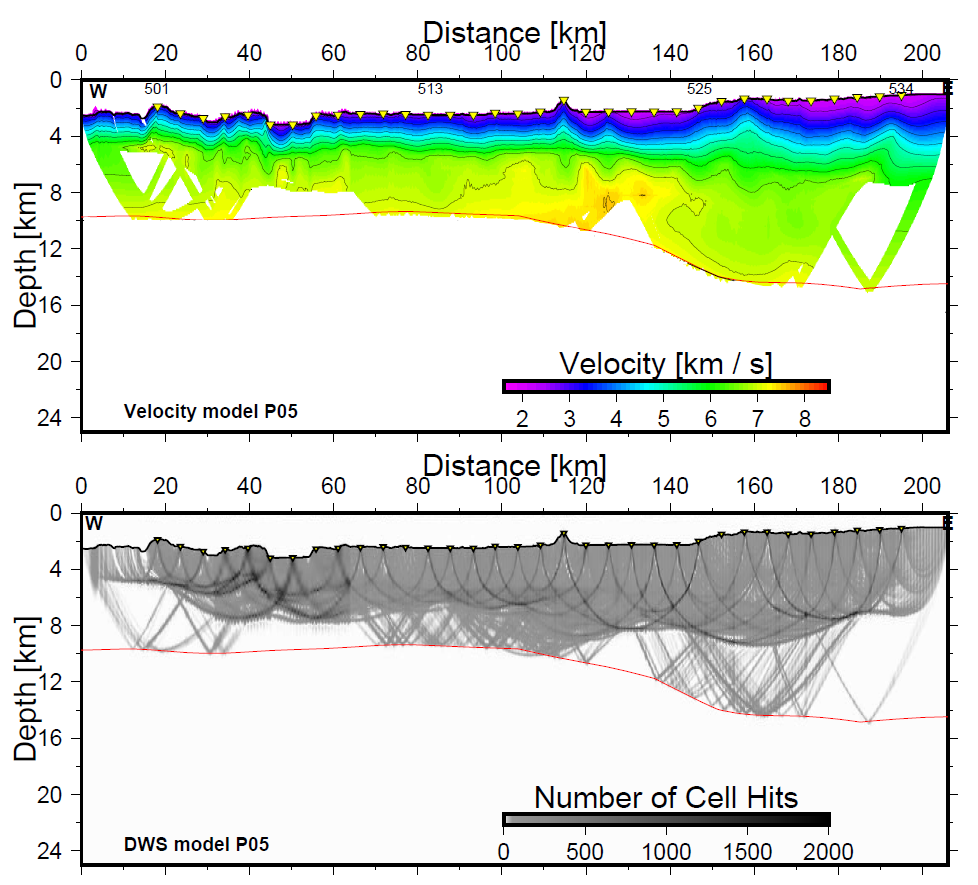 Distance [km]
0 20 40 60 80 100 120 140 160 180 200
W 501 513 525 534 E
0
4
8
12
16
20
24
Depth [km]
Velocity [km / s]
2 3 4 5 6 7 8
Velocity model P05
Distance [km]
0 20 40 60 80 100 120 140 160 180 200
W E
0
4
8
12
16
20
24
Depth [km]
Number of Cell Hits
0 500 1000 1500 2000
DWS model P05